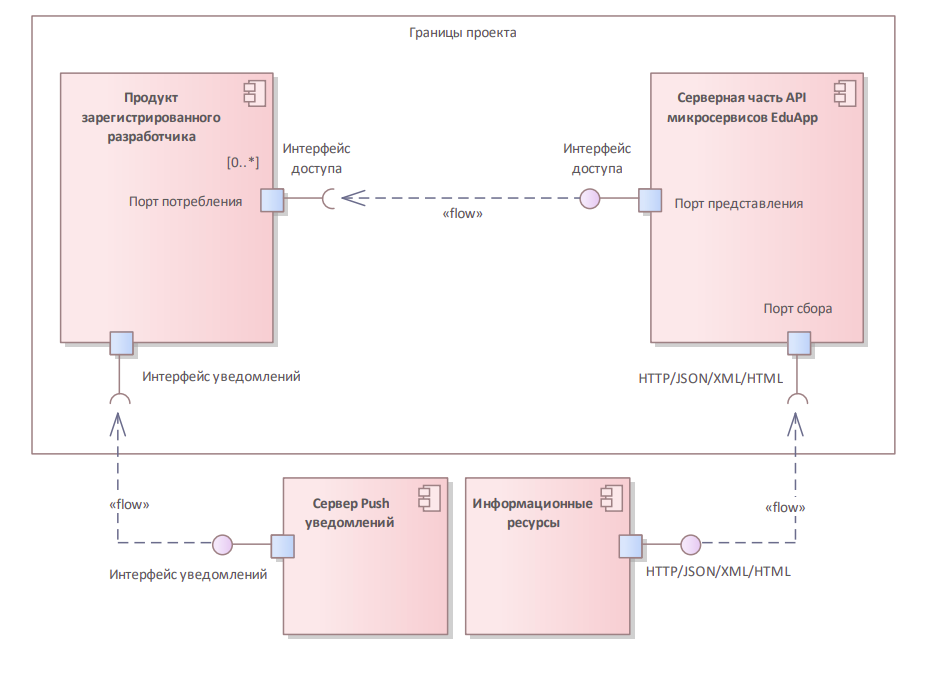 Границы проекта
Продукт
зарегистрированного
разработчика
[0..*]
Порт потребления
Интерфейс
доступа
«flow»
Интерфейс
доступа
Серверная часть API
микросервисов EduApp
Порт представления
Порт сбора
Интерфейс уведомлений
HTTP/JSON/XML/HTML
«flow»
Сервер Push
уведомлений
Интерфейс уведомлений
Информационные
ресурсы
«flow»
HTTP/JSON/XML/HTML